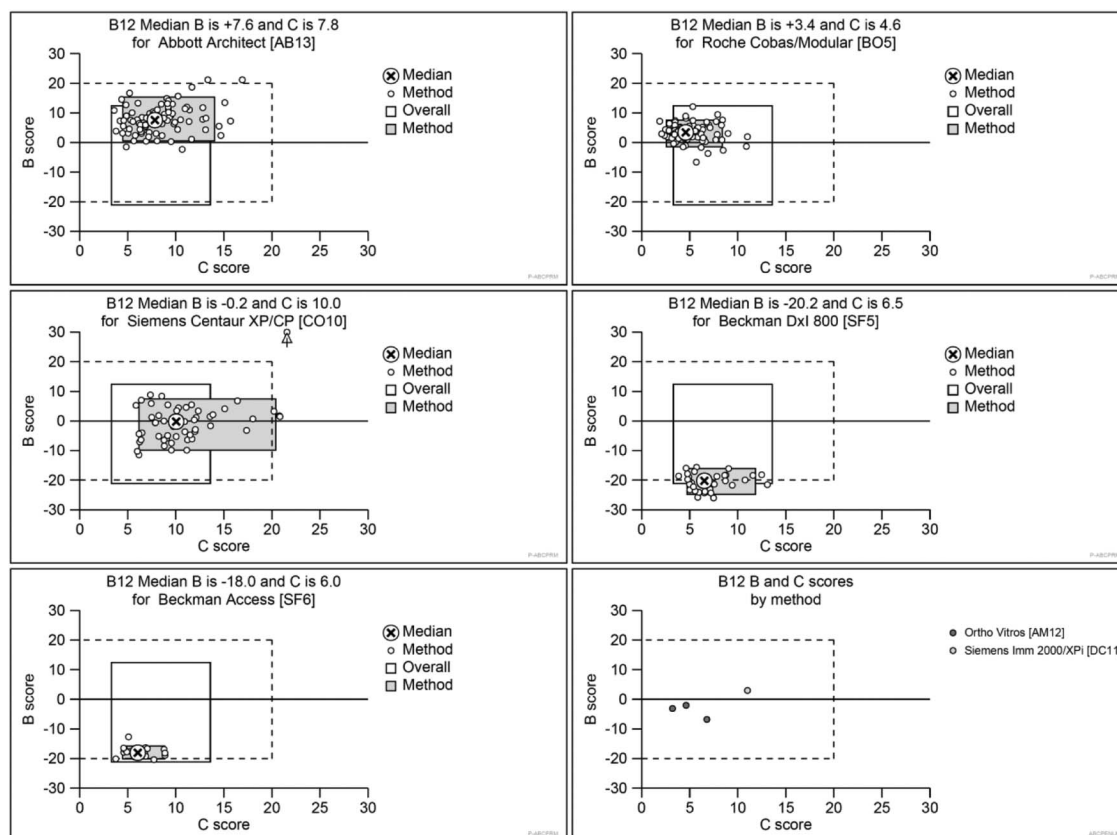 B12 Median B is +7.6 and C is 7.8
for Abbott Architect [AB13]
30
20
10
0
-10
-20
-30
B score
0 5 10 15 20 25 30
C score
Median
Method
Overall
Method
P-ABCPRM
B12 Median B is +3.4 and C is 4.6
for Roche Cobas/Modular [BO5]
30
20
10
0
-10
-20
-30
B score
0 5 10 15 20 25 30
C score
Median
Method
Overall
Method
P-ABCPRM
B12 Median B is -0.2 and C is 10.0
for Siemens Centaur XP/CP [CO10]
30
20
10
0
-10
-20
-30
B score
0 5 10 15 20 25 30
C score
Median
Method
Overall
Method
P-ABCPRM
B12 Median B is -20.2 and C is 6.5
for Beckman DxI 800 [SF5]
30
20
10
0
-10
-20
-30
B score
0 5 10 15 20 25 30
C score
Median
Method
Overall
Method
P-ABCPRM
B12 Median B is -18.0 and C is 6.0
for Beckman Access [SF6]
30
20
10
0
-10
-20
-30
B score
0 5 10 15 20 25 30
C score
Median
Method
Overall
Method
P-ABCPRM
B12 B and C scores
by method
30
20
10
0
-10
-20
-30
B score
0 5 10 15 20 25 30
C score
Ortho Vitros [AM12]
Siemens Imm 2000/XPi [DC11